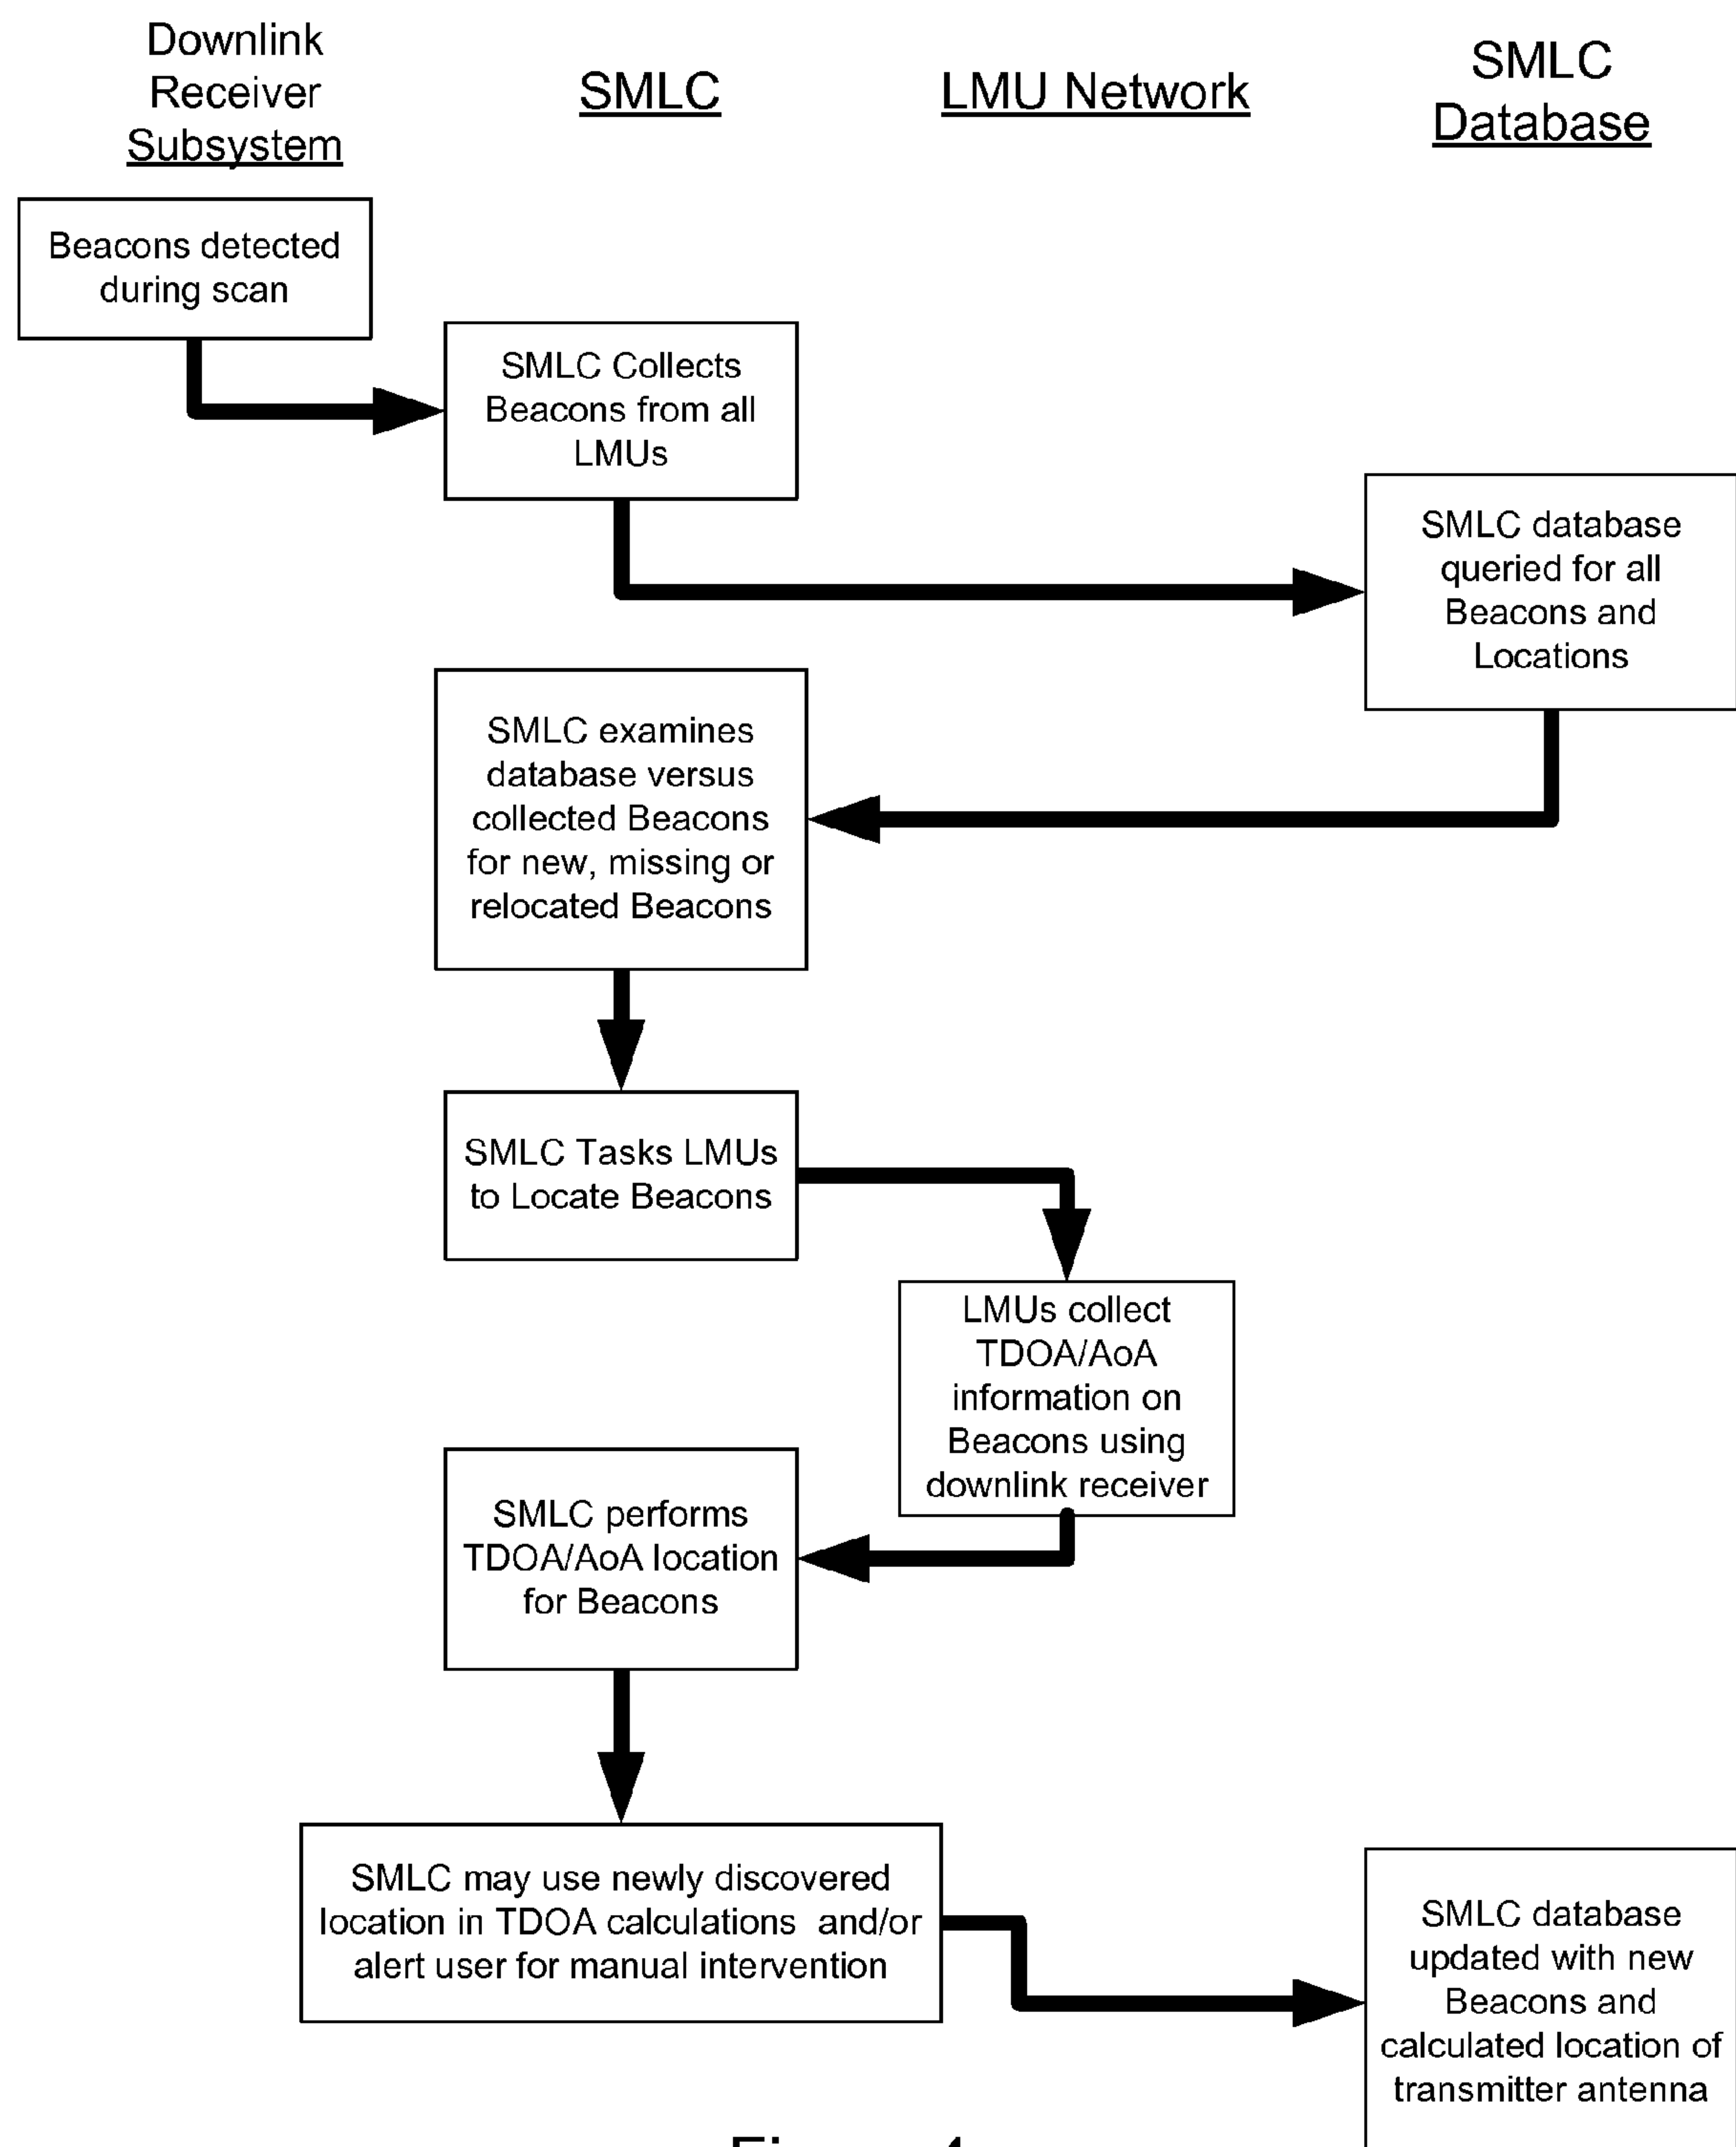 Downlink
Receiver
Subsystem
SMLC
LMU Network
SMLC
Database
Beacons detected
during scan
SMLC Collects
Beacons from all
LMUs
SMLC database
queried for all
Beacons and
Locations
SMLC examines
database versus
collected Beacons
for new, missing or
relocated Beacons
SMLC Tasks LMUs
to Locate Beacons
LMUs collect
TDOA/AoA
information on
Beacons using
downlink receiver
SMLC performs
TDOA/AoA location
for Beacons
SMLC may use newly discovered
location in TDOA calculations and/or
alert user for manual intervention
SMLC database
updated with new
Beacons and
calculated location of
transmitter antenna